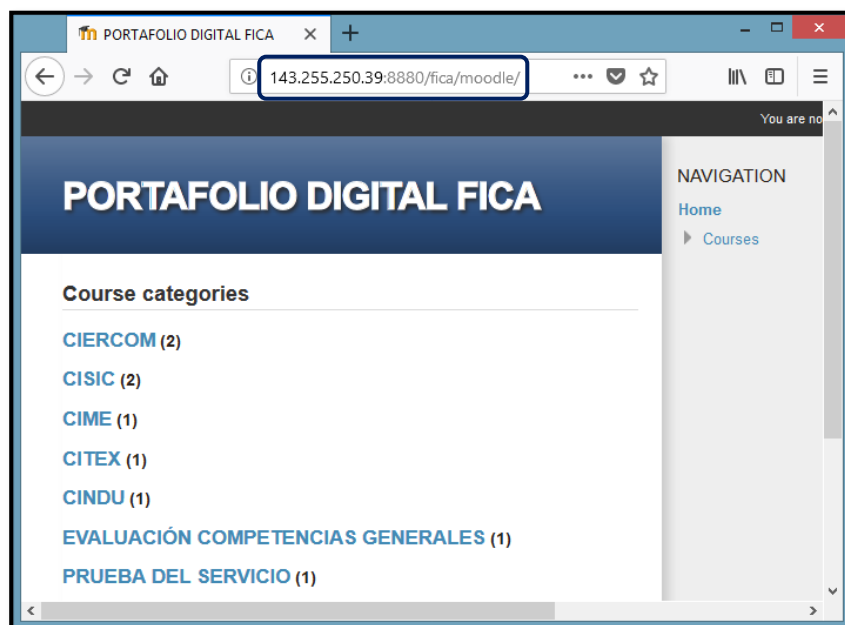 PORTAFOLIO DIGITAL FICA
143.255.250.39:8880/fica/moodle/
You are no
PORTAFOLIO DIGITAL FICA
NAVIGATION
Home
Courses
Course categories
CIERCOM (2)
CISIC (2)
CIME (1)
CITEX (1)
CINDU (1)
EVALUACIÓN COMPETENCIAS GENERALES (1)
PRUEBA DEL SERVICIO (1)